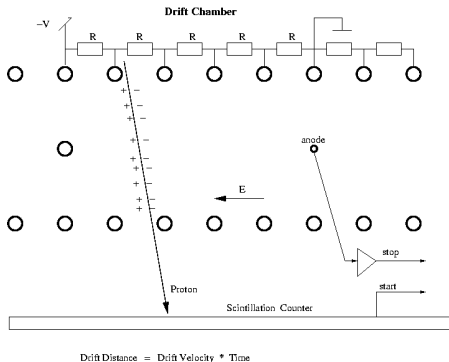 Drift Chamber
−V
R R R R R
+ −
+ −
+ −
+ −
+ −
+ −
+ −
+ −
anode
E
stop
start
Proton
Scintillation Counter
Drift Distance = Drift Velocity * Time